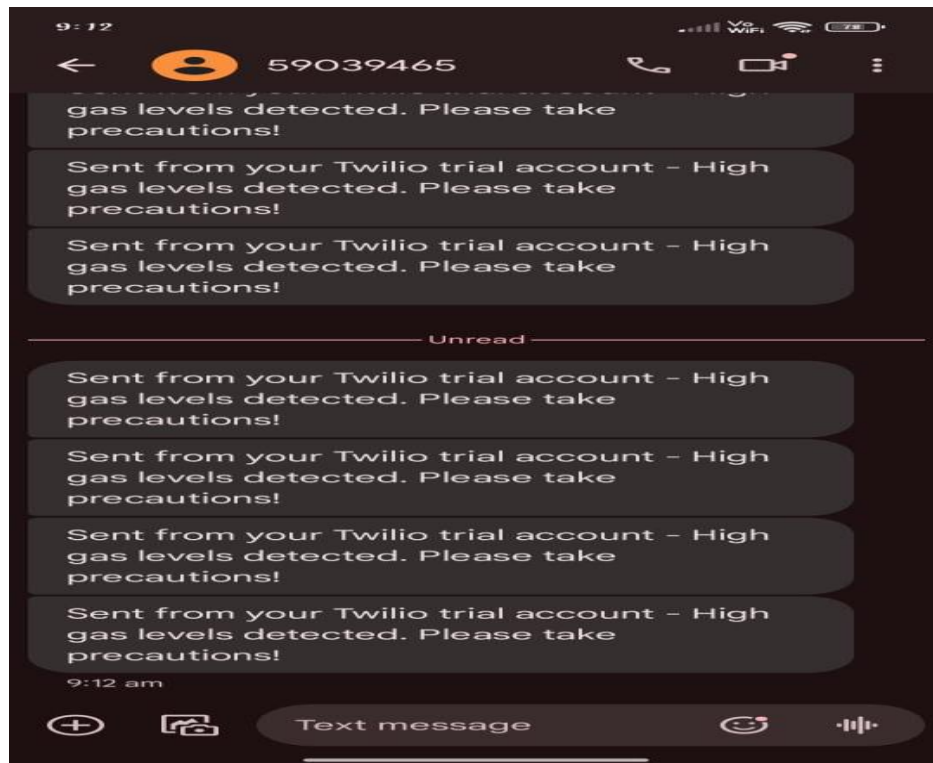 9:12
Vo
WiFi
78
59039465
gas levels detected. Please take
precautions!
Sent from your Twilio trial account – High
gas levels detected. Please take
precautions!
Sent from your Twilio trial account – High
gas levels detected. Please take
precautions!
Unread
Sent from your Twilio trial account – High
gas levels detected. Please take
precautions!
Sent from your Twilio trial account – High
gas levels detected. Please take
precautions!
Sent from your Twilio trial account – High
gas levels detected. Please take
precautions!
Sent from your Twilio trial account – High
gas levels detected. Please take
precautions!
9:12 am
Text message